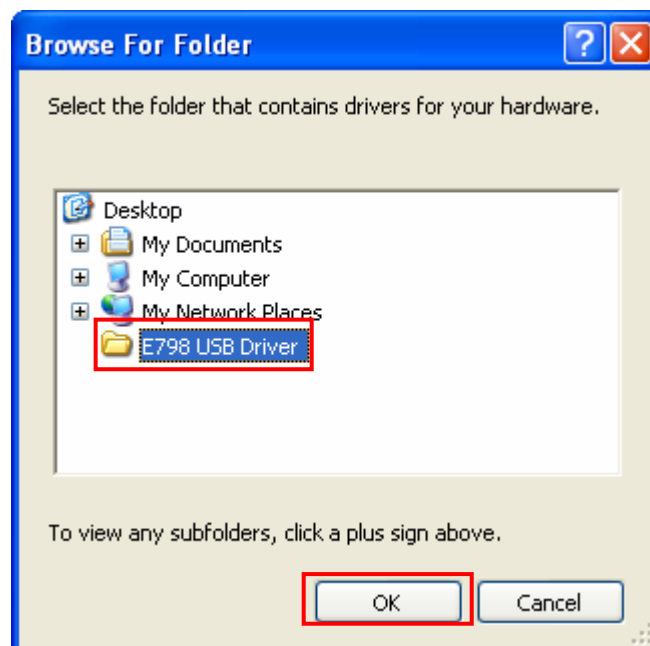 Browse For Folder
Select the folder that contains drivers for your hardware.
Desktop
My Documents
My Computer
My Network Places
E798 USB Driver
To view any subfolders, click a plus sign above.
OK Cancel